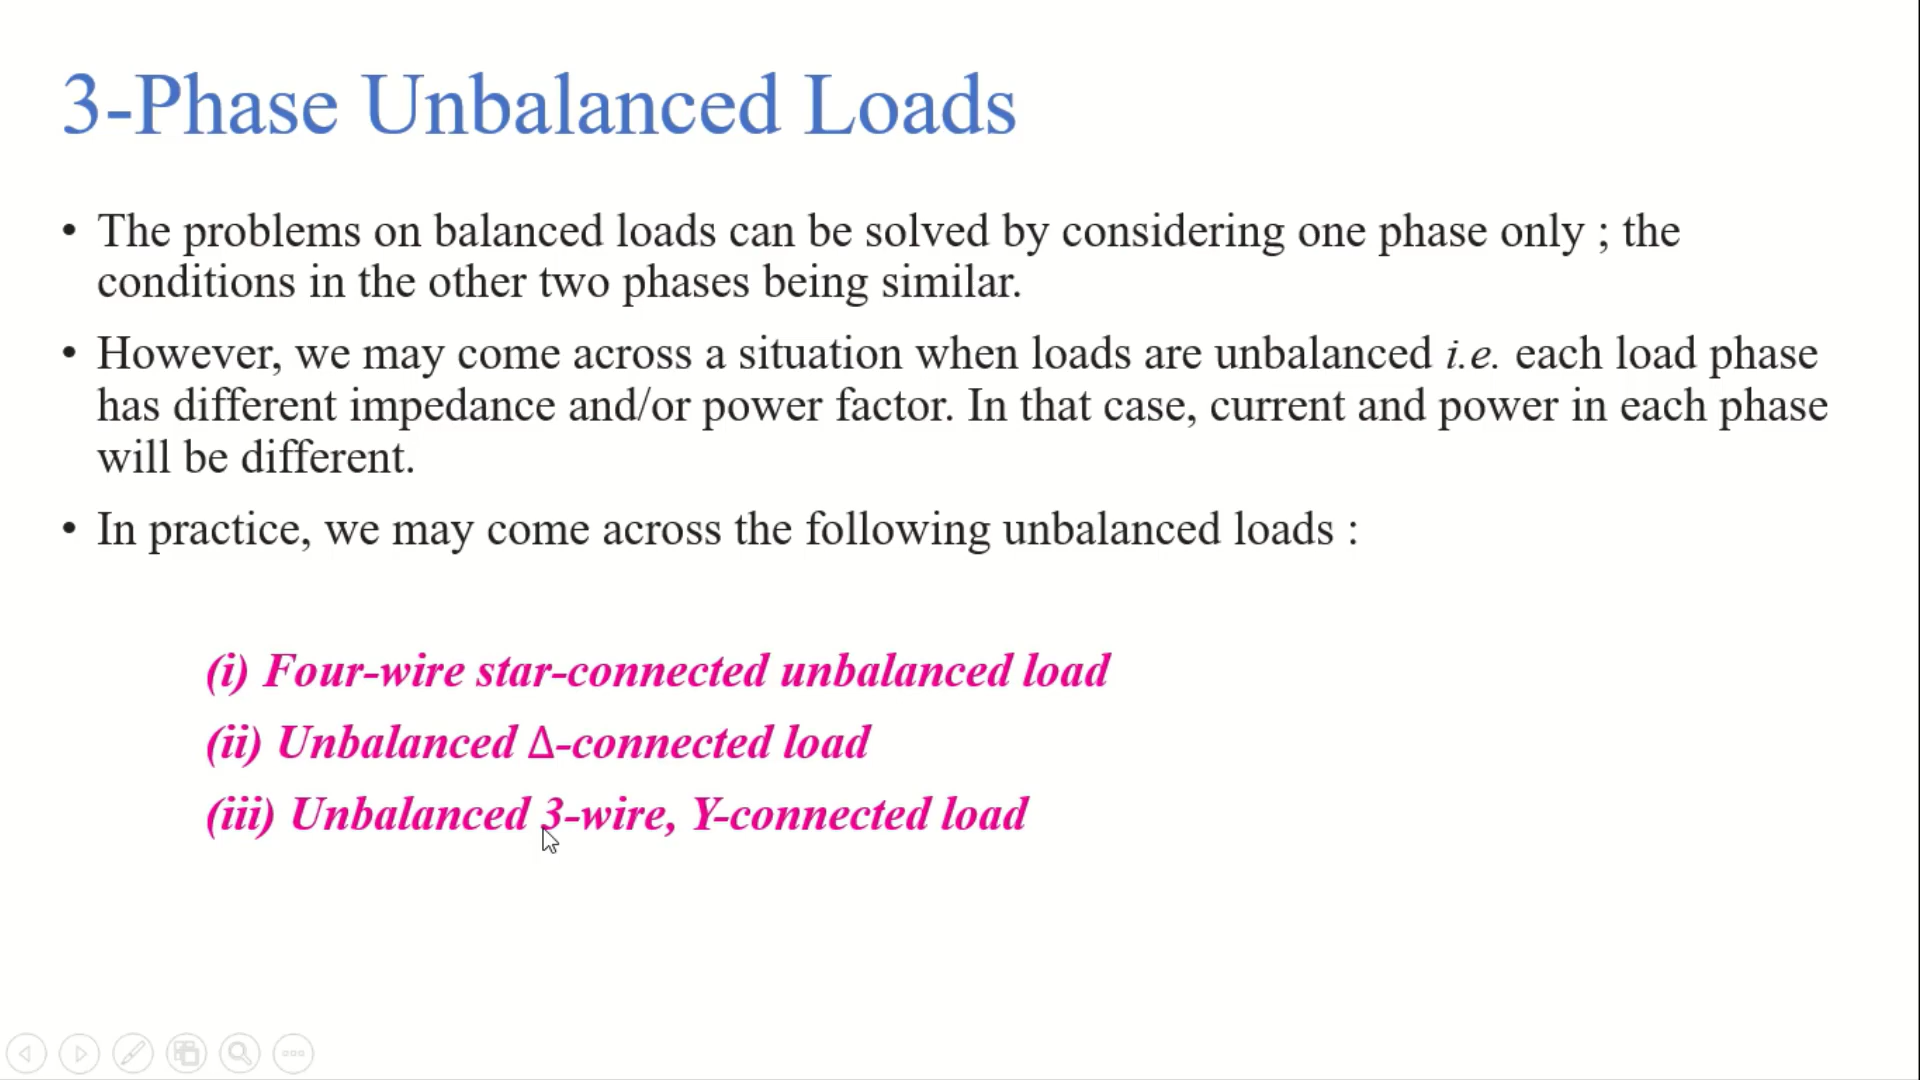 3-Phase Unbalanced Loads
• The problems on balanced loads can be solved by considering one phase only ; the
conditions in the other two phases being similar.
• However, we may come across a situation when loads are unbalanced i.e. each load phase
has different impedance and/or power factor. In that case, current and power in each phase
will be different.
• In practice, we may come across the following unbalanced loads :
(i) Four-wire star-connected unbalanced load
(ii) Unbalanced Δ-connected load
(iii) Unbalanced 3-wire, Y-connected load